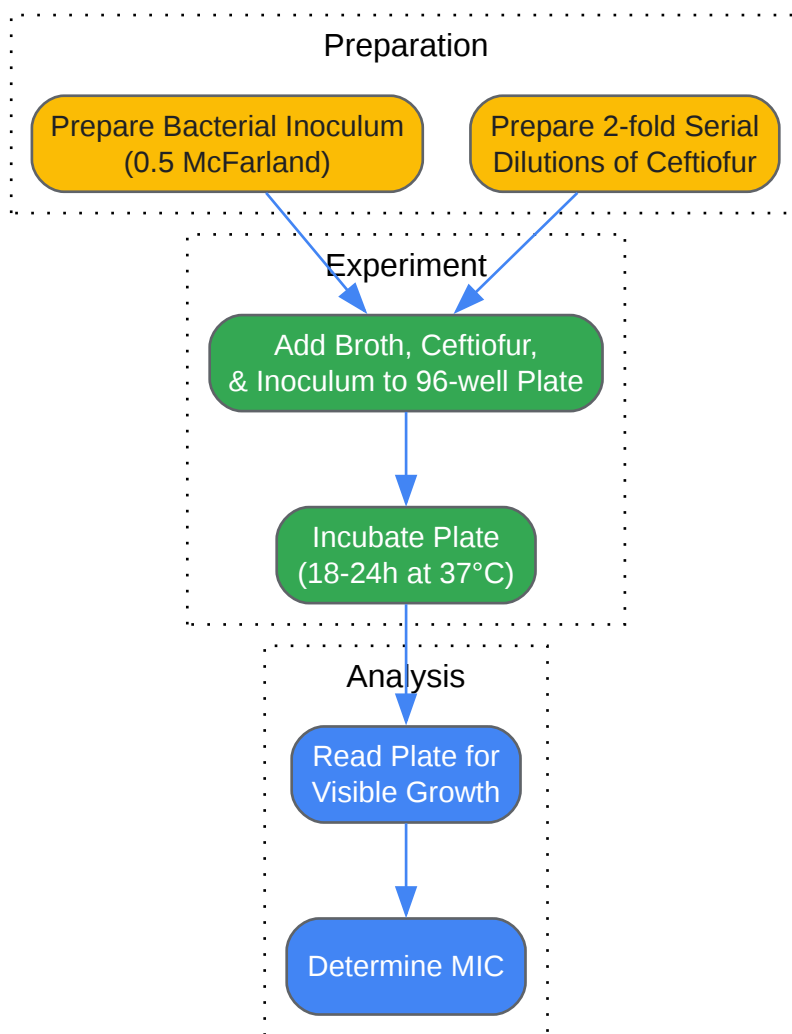 Preparation
Prepare Bacterial Inoculum
(0.5 McFarland)
Prepare 2-fold Serial
Dilutions of Ceftiofur
Experiment
Add Broth, Ceftiofur,
& Inoculum to 96-well Plate
Incubate Plate
(18-24h at 37°C)
Analysis
Read Plate for
Visible Growth
Determine MIC